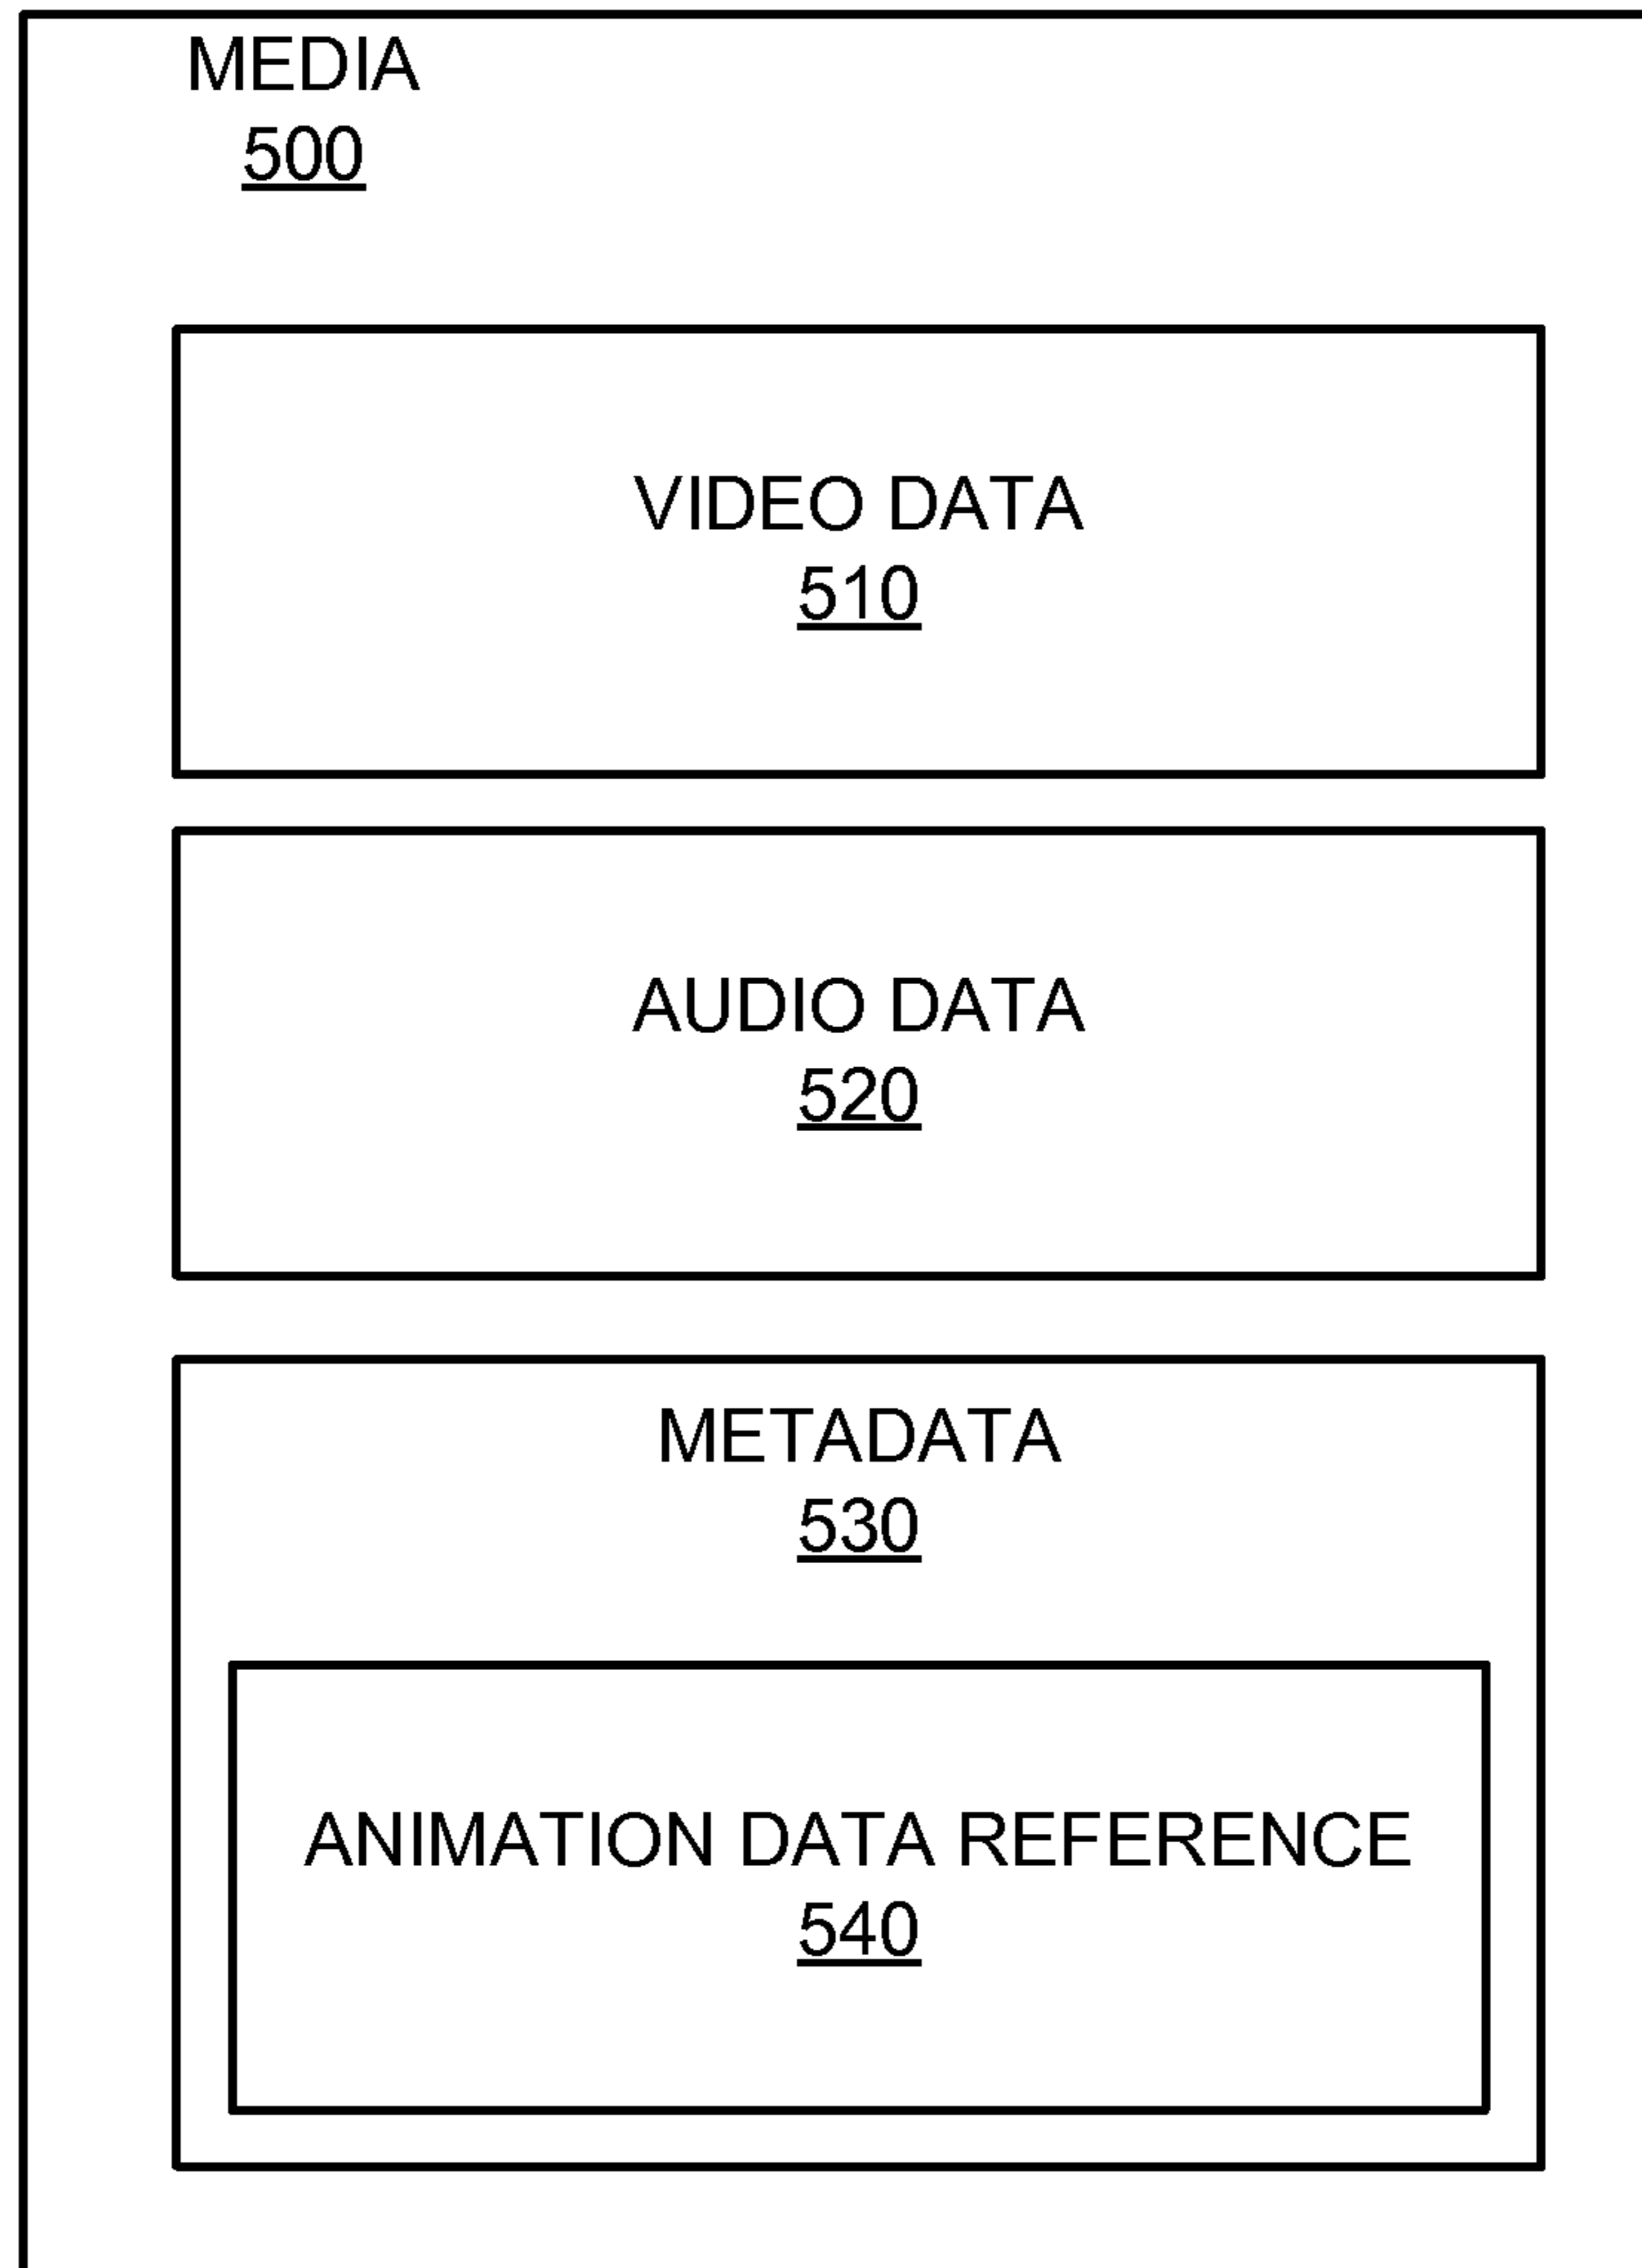 MEDIA
500
VIDEO DATA
510
AUDIO DATA
520
METADATA
530
ANIMATION DATA REFERENCE
540